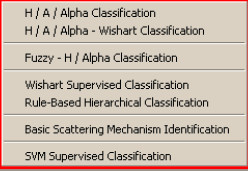 H / A / Alpha Classification
H / A / Alpha - Wishart Classification
Fuzzy - H / Alpha Classification
Wishart Supervised Classification
Rule-Based Hierarchical Classification
Basic Scattering Mechanism Identification
SVM Supervised Classification